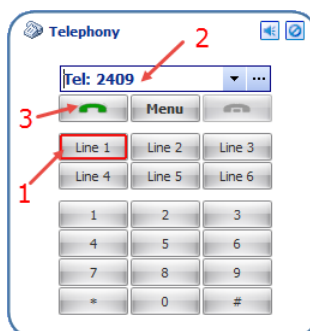 Telephony
2
Tel: 2409
3
Menu
Line 1 Line 2 Line 3
1
Line 4 Line 5 Line 6
1 2 3
4 5 6
7 8 9
* 0 #